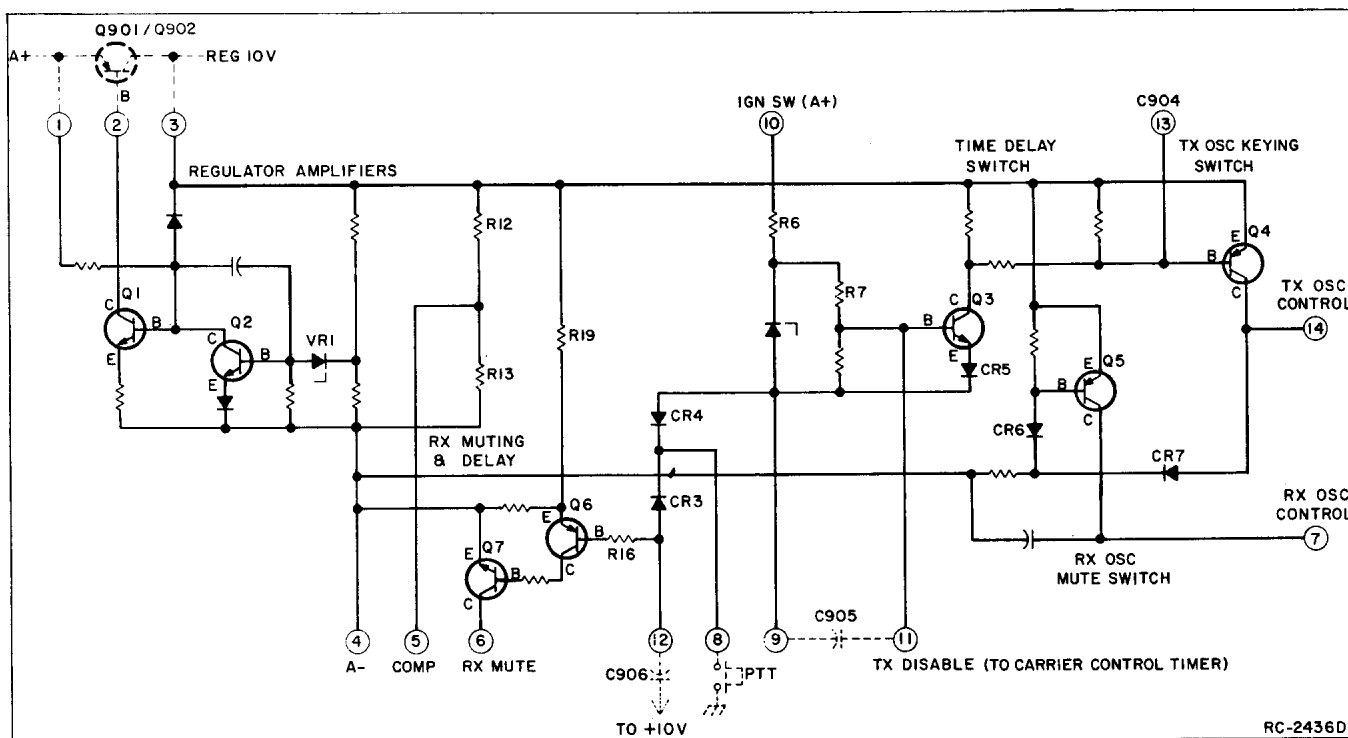 Q901/Q902
A+
REG 10V
B
1
2
3
IGN SW (A+)
10
C904
13
REGULATOR AMPLIFIERS
TIME DELAY
SWITCH
TX OSC KEYING
SWITCH
R12
R6
E
Q4
B
C
R7
C
Q3
B
E
CR5
TX OSC
CONTROL
14
Q1
C
B
E
Q2
C
B
E
VR1
R19
R13
E
Q5
B
C
CR4
CR6
RX MUTING
& DELAY
CR7
CR3
RX OSC
CONTROL
7
Q6
E
B
C
R16
Q7
E
B
C
RX OSC
MUTE SWITCH
4
5
6
12
8
9
C905
11
A-
COMP
RX MUTE
C906
PTT
TX DISABLE (TO CARRIER CONTROL TIMER)
TO +10V
RC-2436D